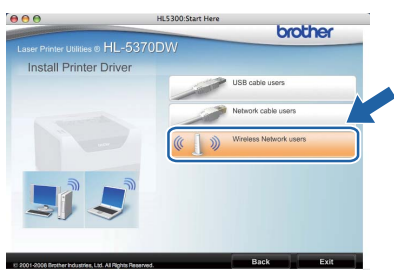 HL5300:Start Here
brother
Laser Printer Utilities ® HL-5370DW
Install Printer Driver
USB cable users
Network cable users
Wireless Network users
© 2001-2008 Brother Industries, Ltd. All Rights Reserved.
Back
Exit